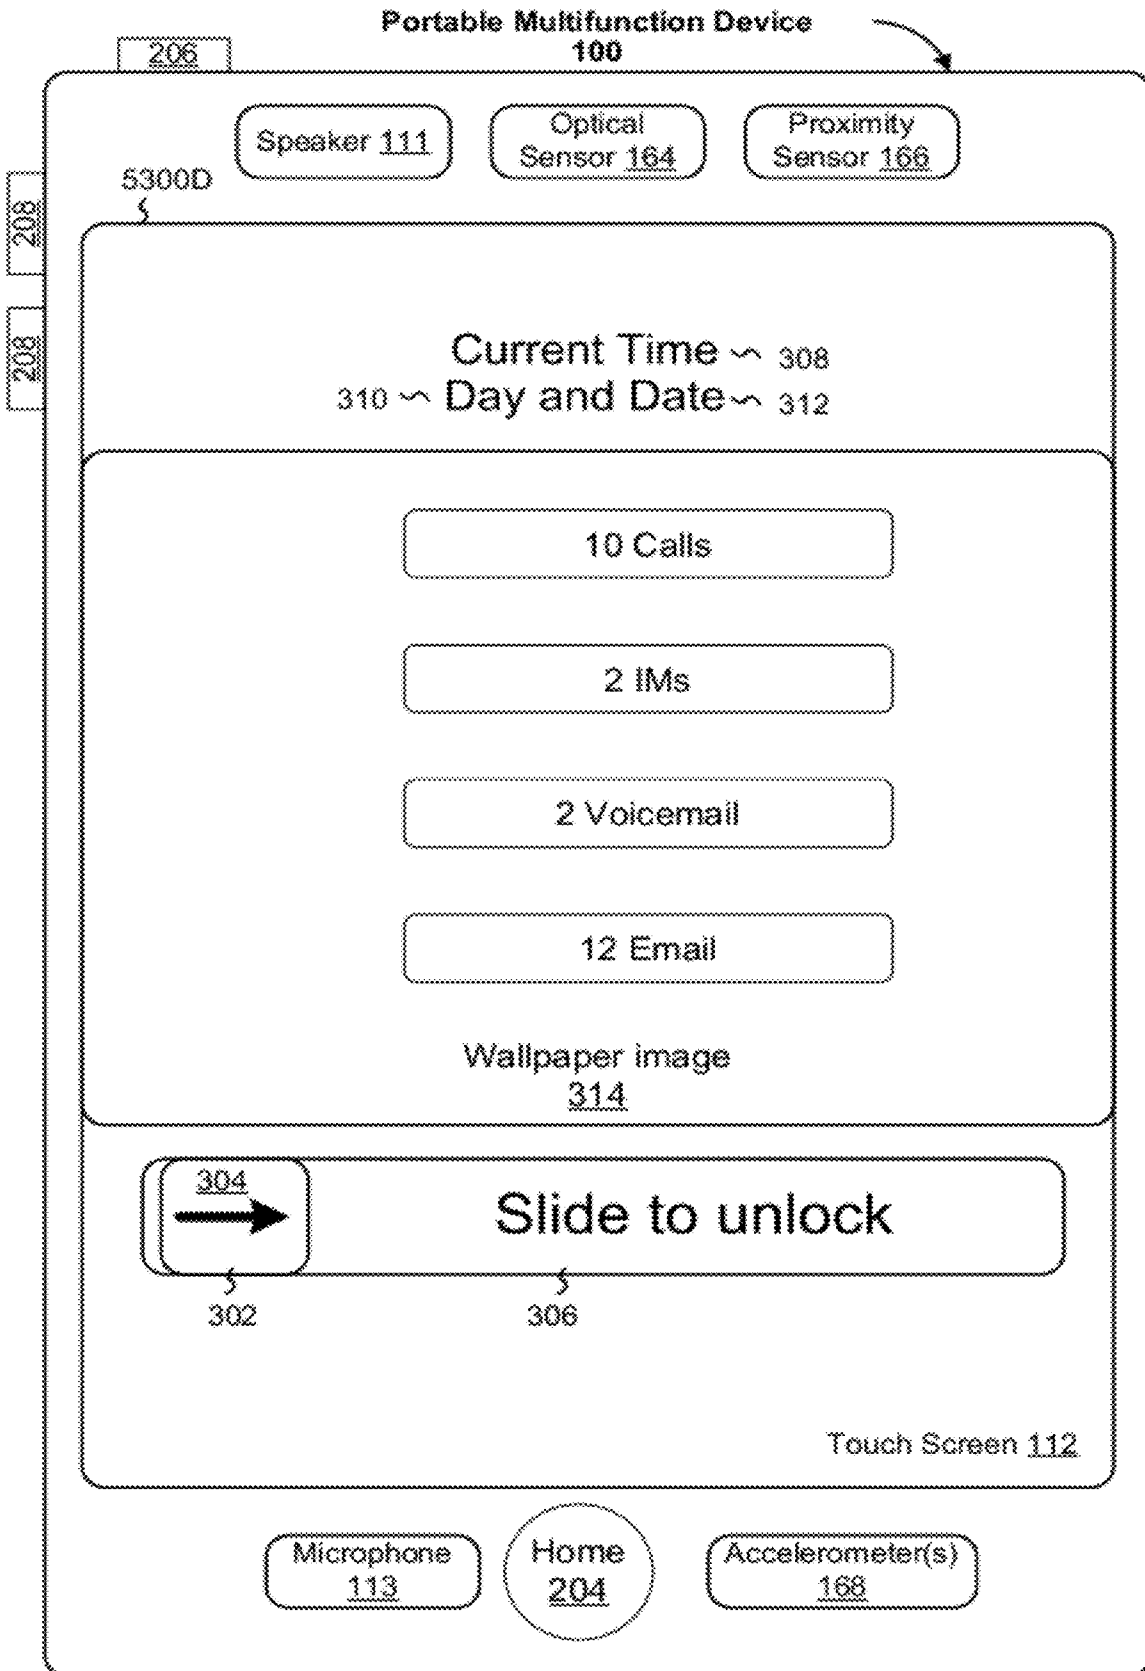 Portable Multifunction Device
100
206
Speaker 111
Optical
Sensor 164
Proximity
Sensor 166
5300D
208
208
Current Time 308
310 Day and Date 312
10 Calls
2 IMs
2 Voicemail
12 Email
Wallpaper image
314
304
Slide to unlock
302
306
Touch Screen 112
Microphone
113
Home
204
Accelerometer(s)
168